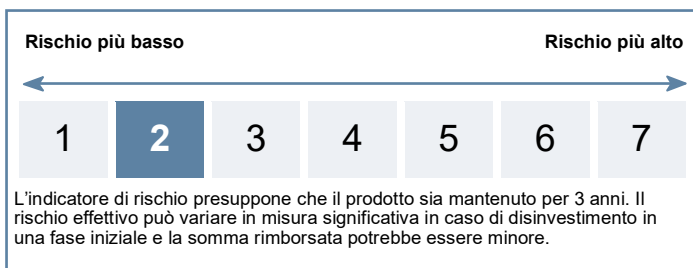 Rischio più basso Rischio più alto
1 2 3 4 5 6 7
L'indicatore di rischio presuppone che il prodotto sia mantenuto per 3 anni. Il
rischio effettivo può variare in misura significativa in caso di disinvestimento in
una fase iniziale e la somma rimborsata potrebbe essere minore.